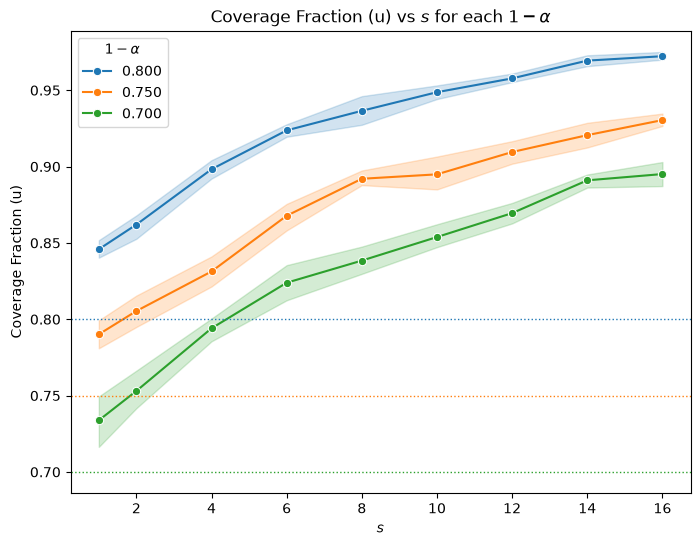 Coverage Fraction (u) vs s for each 1 − α
1 − α
0.800
0.750
0.700
Coverage Fraction (u)
0.95
0.90
0.85
0.80
0.75
0.70
2 4 6 8 10 12 14 16
s